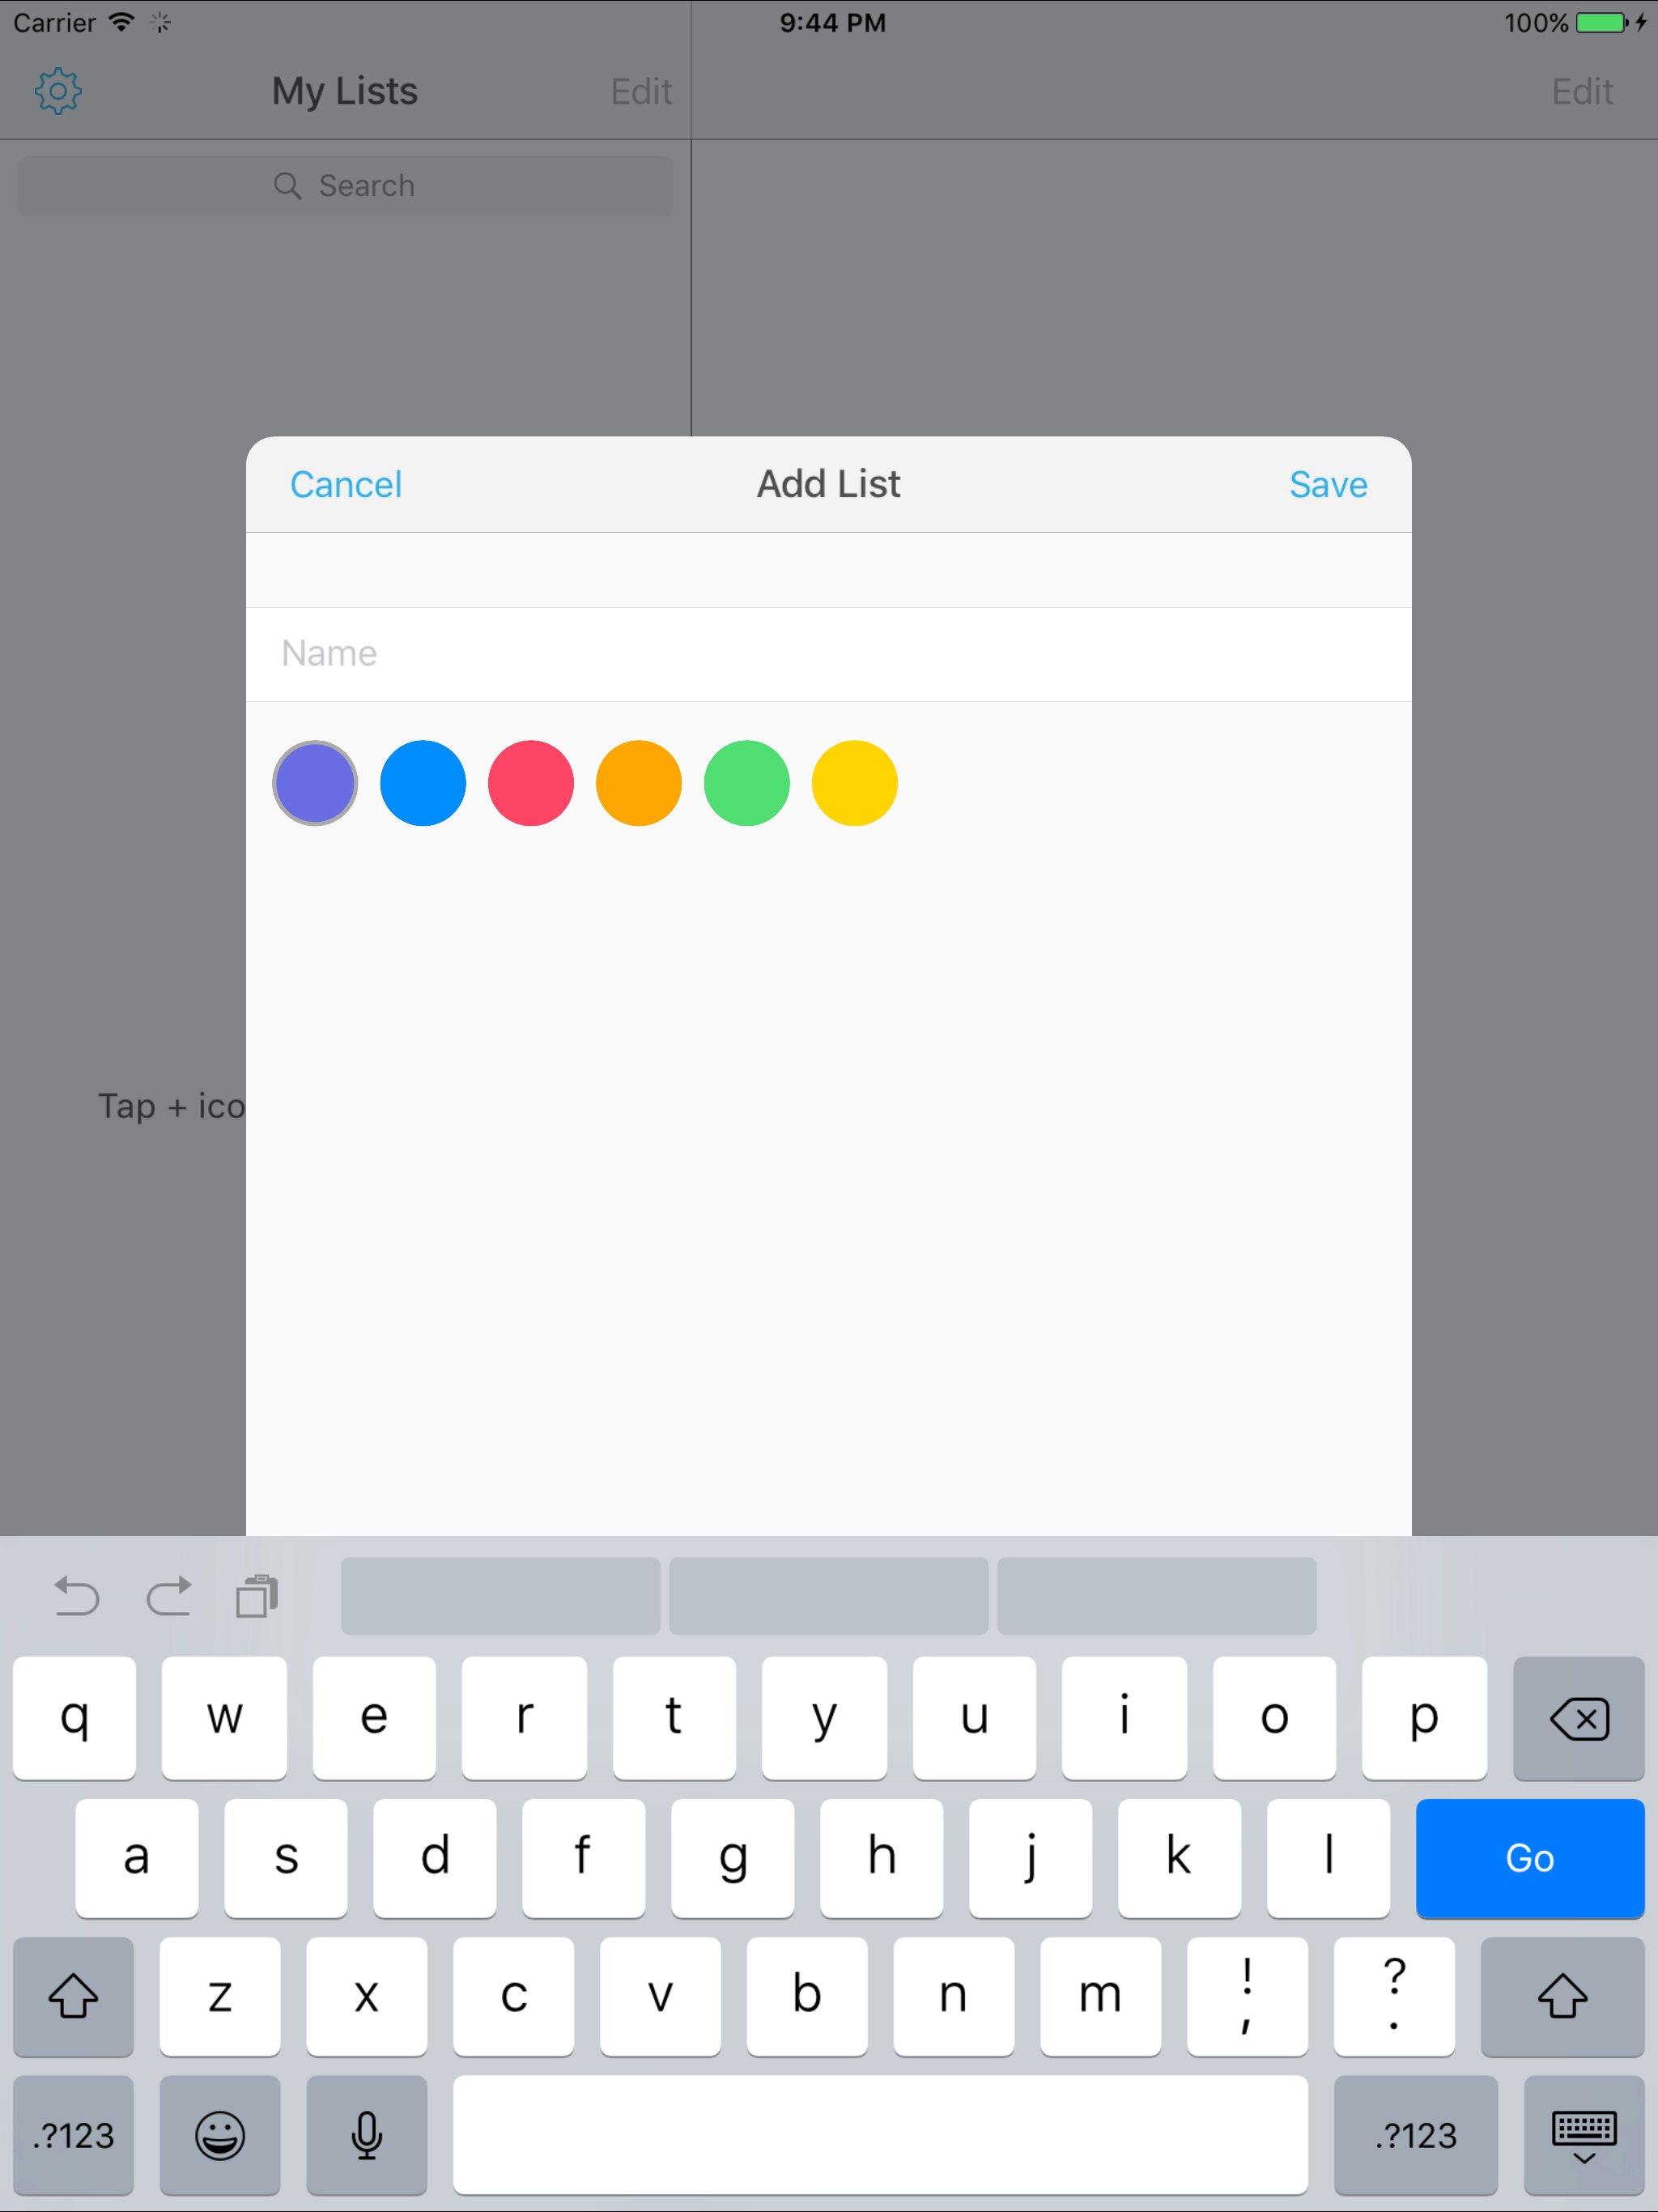 Carrier 9:44 PM 100%
My Lists Edit Edit
Search
Cancel Add List Save
Name
Tap + ico
q w e r t y u i o p
a s d f g h j k l Go
z x c v b n m ! , ? .
.?123 .?123